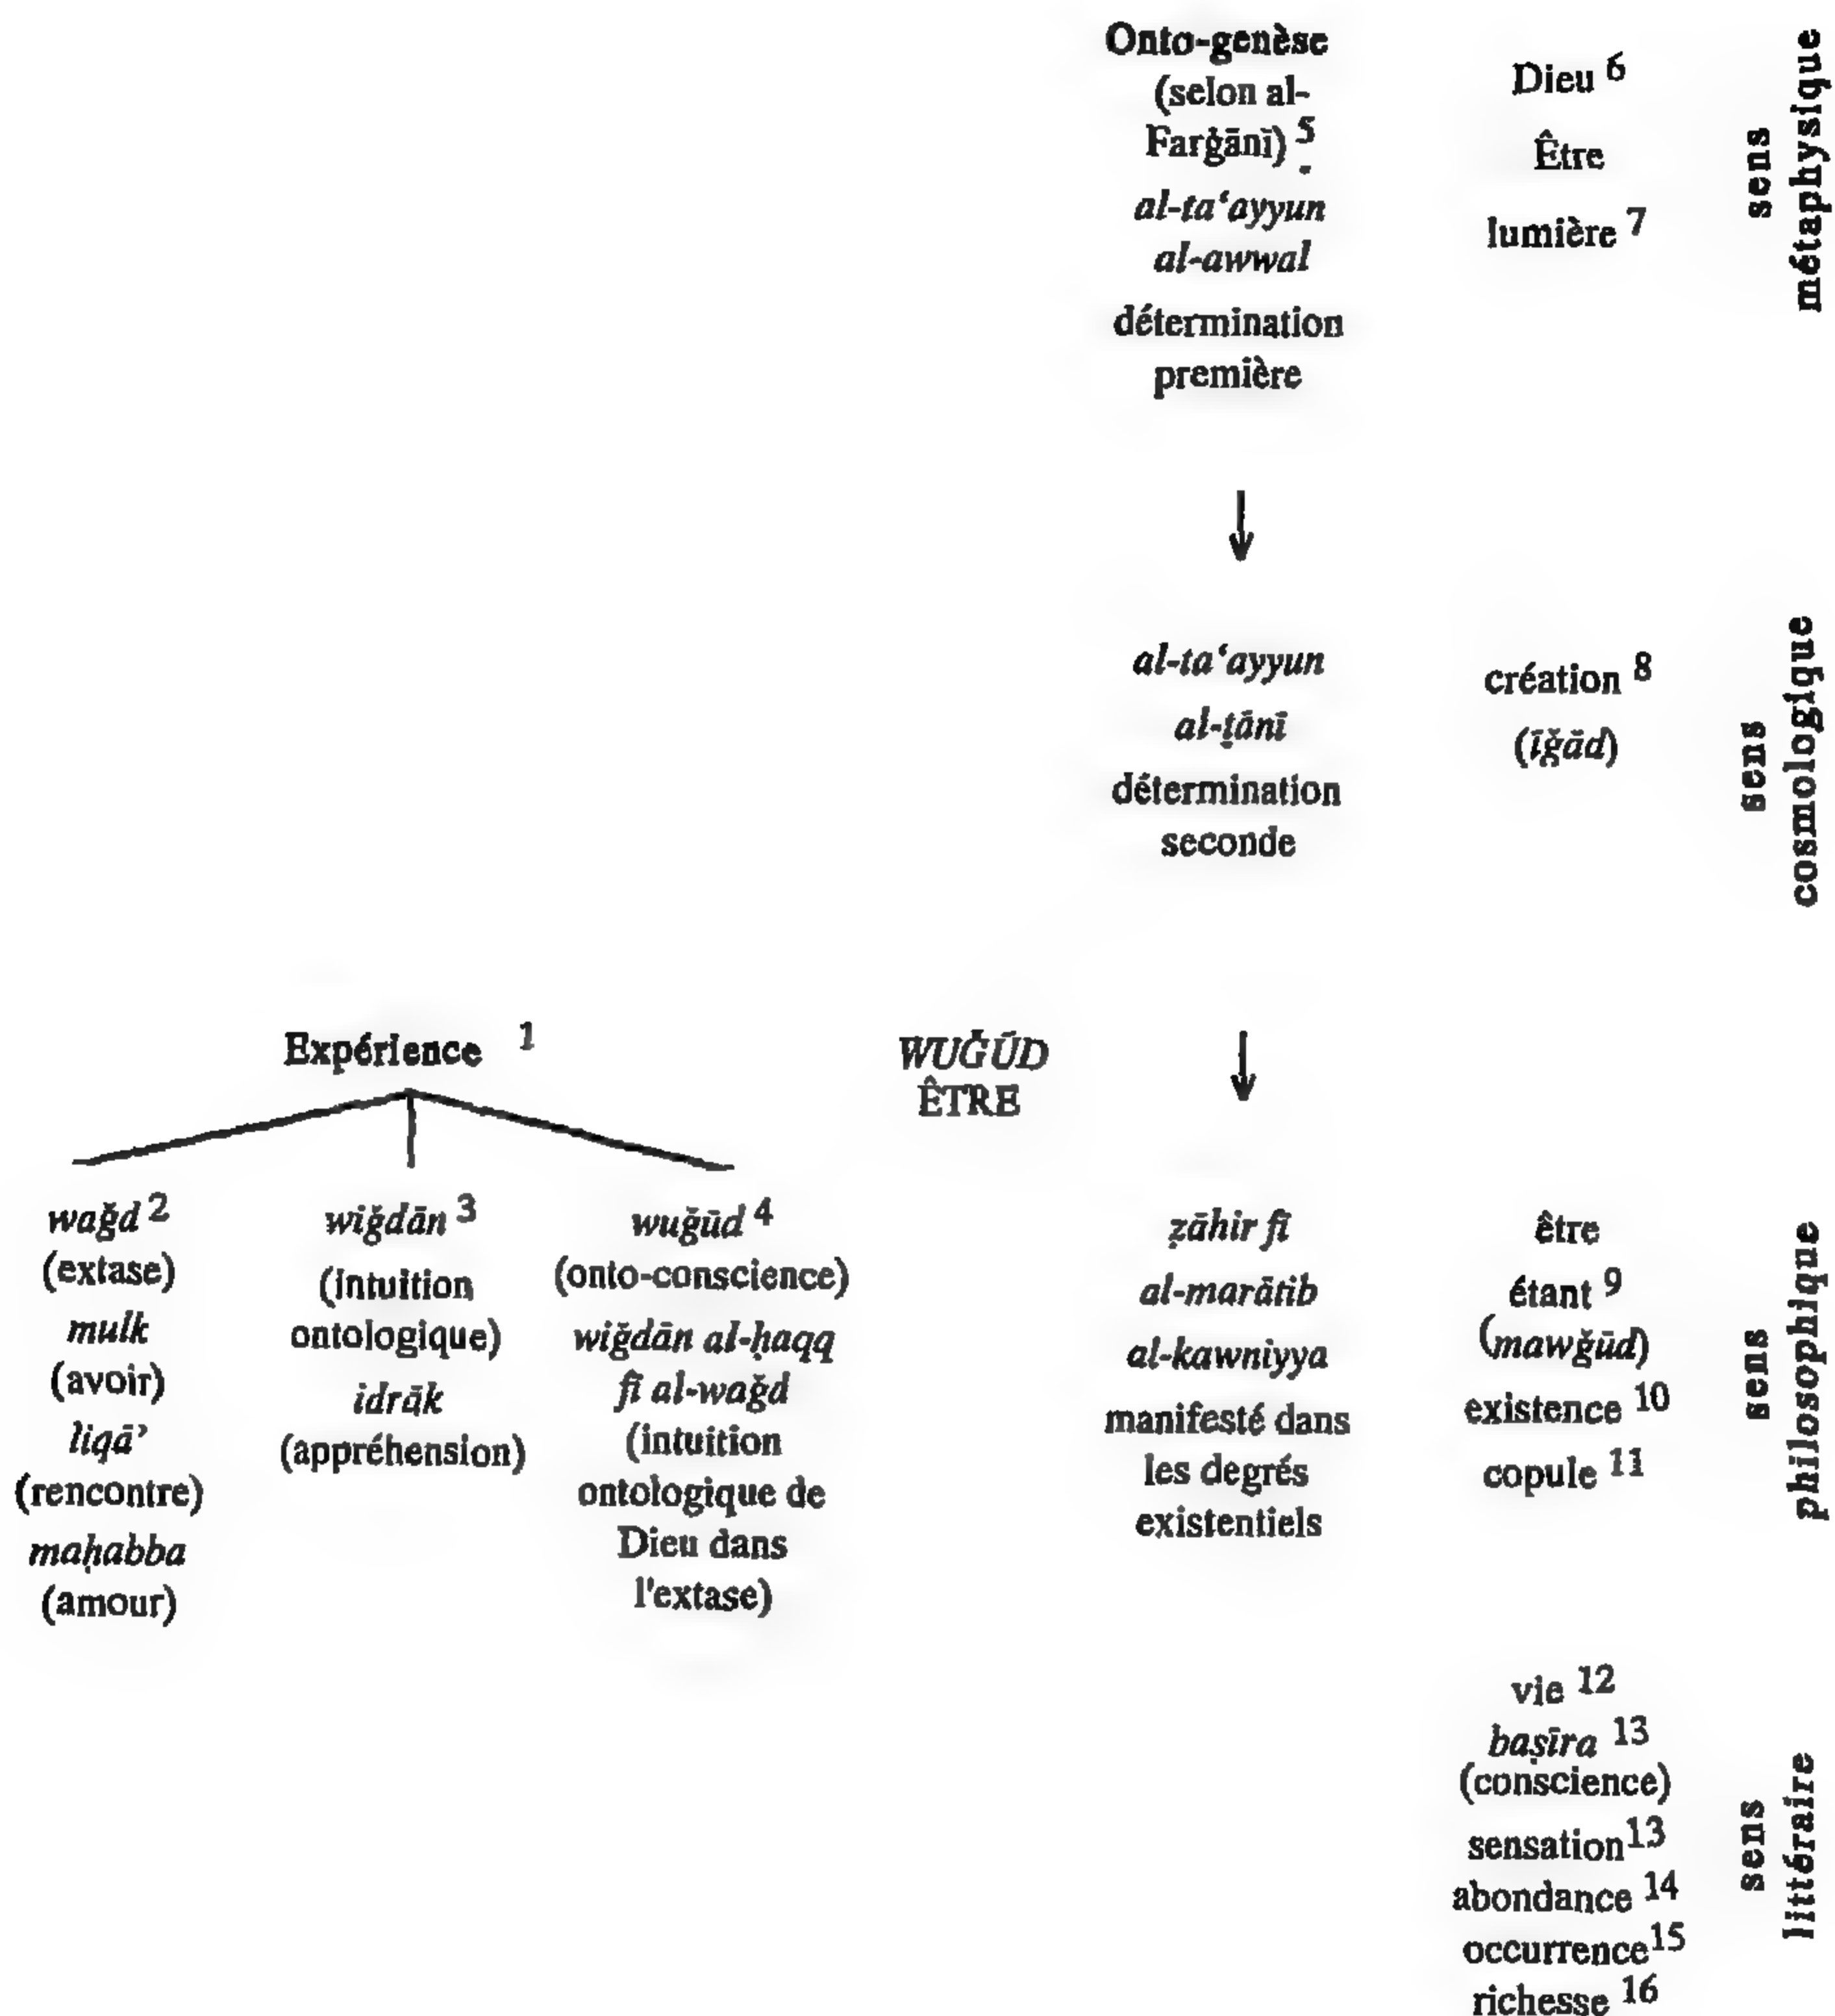 Onto-genèse
(selon al-
Farġānī) 5
al-ta‘ayyun
al-awwal
détermination
première
Dieu 6
Être
lumière 7
sens
métaphysique
al-ta‘ayyun
al-ṯānī
détermination
seconde
création 8
(īǧād)
sens
cosmologique
Expérience 1
WUǦŪD
ÊTRE
waǧd 2
(extase)
mulk
(avoir)
liqā’
(rencontre)
maḥabba
(amour)
wiǧdān 3
(intuition
ontologique)
idrāk
(appréhension)
wuǧūd 4
(onto-conscience)
wiǧdān al-ḥaqq
fī al-waǧd
(intuition
ontologique de
Dieu dans
l'extase)
ẓāhir fī
al-marātib
al-kawniyya
manifesté dans
les degrés
existentiels
être
étant 9
(mawǧūd)
existence 10
copule 11
sens
philosophique
vie 12
baṣīra 13
(conscience)
sensation 13
abondance 14
occurrence 15
richesse 16
sens
littéraire